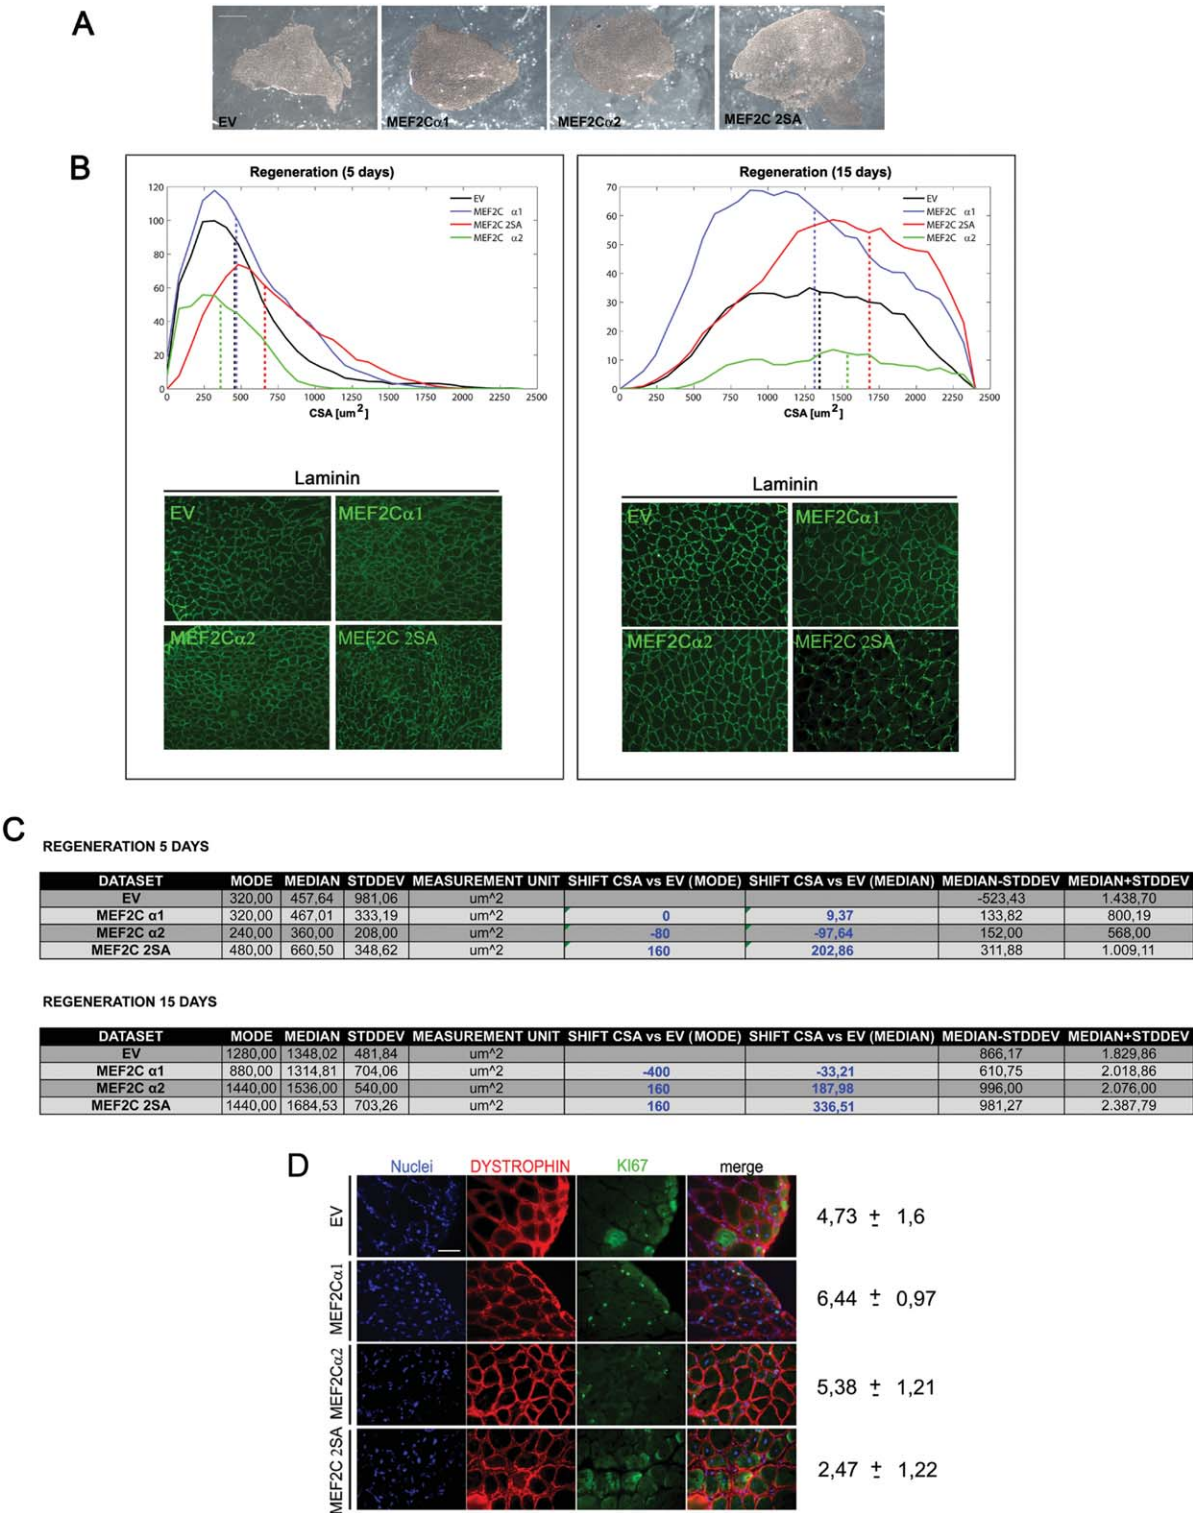 A
EV
MEF2Cα1
MEF2Cα2
MEF2C 2SA
B
Regeneration (5 days)
120
100
80
60
40
20
0
EV
MEF2C α1
MEF2C 2SA
MEF2C α2
0 250 500 750 1000 1250 1500 1750 2000 2250 2500
CSA [um2]
Laminin
EV
MEF2Cα1
MEF2Cα2
MEF2C 2SA
Regeneration (15 days)
70
60
50
40
30
20
10
0
EV
MEF2C α1
MEF2C 2SA
MEF2C α2
0 250 500 750 1000 1250 1500 1750 2000 2250 2500
CSA [um2]
Laminin
EV
A
MEF2Cα1
MEF2Cα2
MEF2C 2SA
C
REGENERATION 5 DAYS
DATASET MODE MEDIAN STDDEV MEASUREMENT UNIT SHIFT CSA vs EV (MODE) SHIFT CSA vs EV (MEDIAN) MEDIAN-STDDEV MEDIAN+STDDEV
EV 320,00 457,64 981,06 um^2 -523,43 1.438,70
MEF2C α1 320,00 467,01 333,19 um^2 0 9,37 133,82 800,19
MEF2C α2 240,00 360,00 208,00 um^2 -80 -97,64 152,00 568,00
MEF2C 2SA 480,00 660,50 348,62 um^2 160 202,86 311,88 1.009,11
REGENERATION 15 DAYS
DATASET MODE MEDIAN STDDEV MEASUREMENT UNIT SHIFT CSA vs EV (MODE) SHIFT CSA vs EV (MEDIAN) MEDIAN-STDDEV MEDIAN+STDDEV
EV 1280,00 1348,02 481,84 um^2 866,17 1.829,86
MEF2C α1 880,00 1314,81 704,06 um^2 -400 -33,21 610,75 2.018,86
MEF2C α2 1440,00 1536,00 540,00 um^2 160 187,98 996,00 2.076,00
MEF2C 2SA 1440,00 1684,53 703,26 um^2 160 336,51 981,27 2.387,79
D
Nuclei DYSTROPHIN KI67 merge
EV 4,73 ± 1,6
MEF2Cα1 6,44 ± 0,97
MEF2Cα2 5,38 ± 1,21
MEF2C 2SA 2,47 ± 1,22